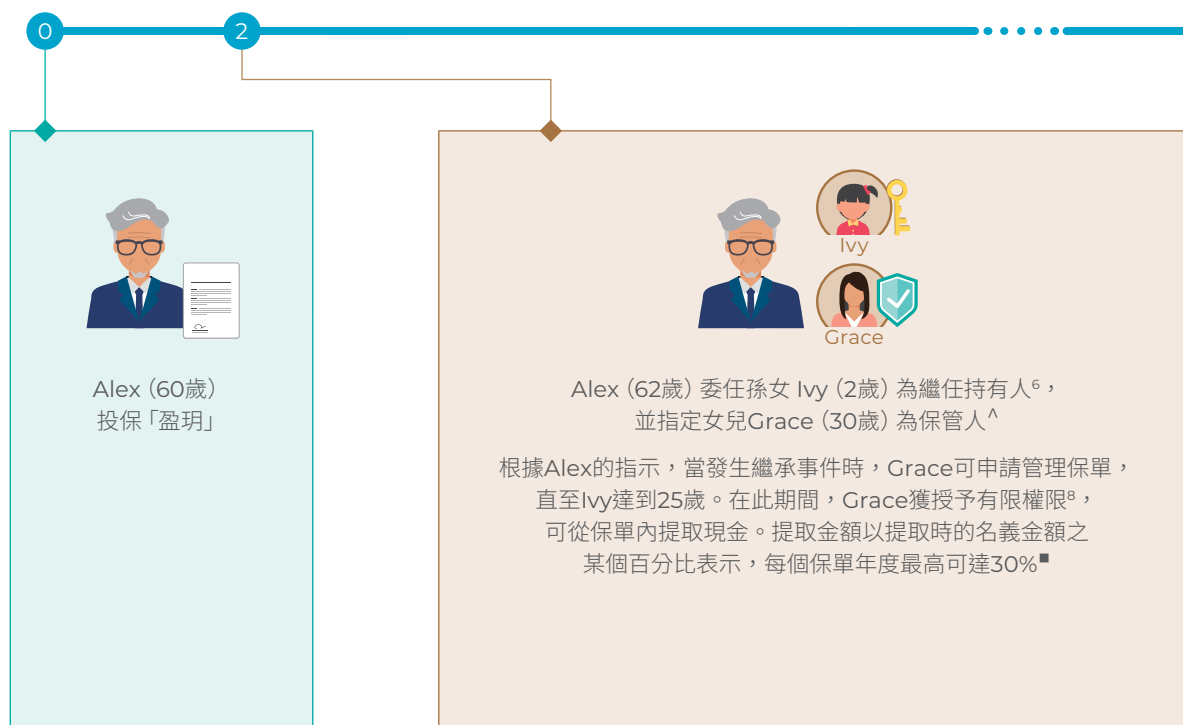 0
2
Alex（60歲）
投保「盈玥」
Ivy
Grace
Alex（62歲）委任孫女 Ivy（2歲）為繼任持有人⁶，
並指定女兒Grace（30歲）為保管人^
根據Alex的指示，當發生繼承事件時，Grace可申請管理保單，
直至Ivy達到25歲。在此期間，Grace獲授予有限權限⁸，
可從保單內提取現金。提取金額以提取時的名義金額之
某個百分比表示，每個保單年度最高可達30%■